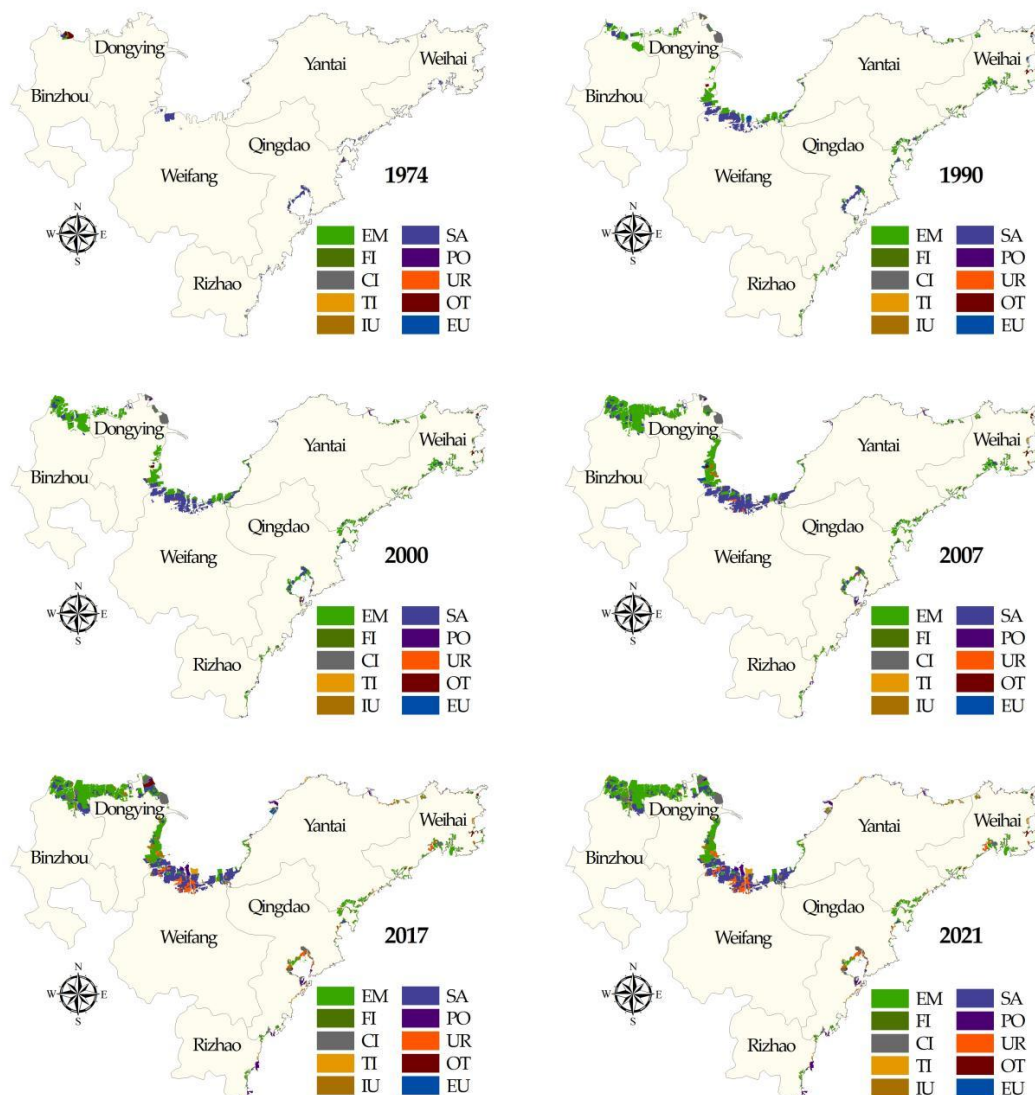 Dongying
Yantai
Weihai
Binzhou
Qingdao
Weifang
1974
N
W E
S
EM SA
FI PO
CI UR
TI OT
IU EU
Rizhao
Dongying
Yantai
Weihai
Binzhou
Qingdao
Weifang
1990
N
W E
S
EM SA
FI PO
CI UR
TI OT
IU EU
Rizhao
Dongying
Yantai
Weihai
Binzhou
Qingdao
Weifang
2000
N
W E
S
EM SA
FI PO
CI UR
TI OT
IU EU
Rizhao
Dongying
Yantai
Weihai
Binzhou
Qingdao
Weifang
2007
N
W E
S
EM SA
FI PO
CI UR
TI OT
IU EU
Rizhao
Dongying
Yantai
Weihai
Binzhou
Qingdao
Weifang
2017
N
W E
S
EM SA
FI PO
CI UR
TI OT
IU EU
Rizhao
Dongying
Yantai
Weihai
Binzhou
Qingdao
Weifang
2021
N
W E
S
EM SA
FI PO
CI UR
TI OT
IU EU
Rizhao